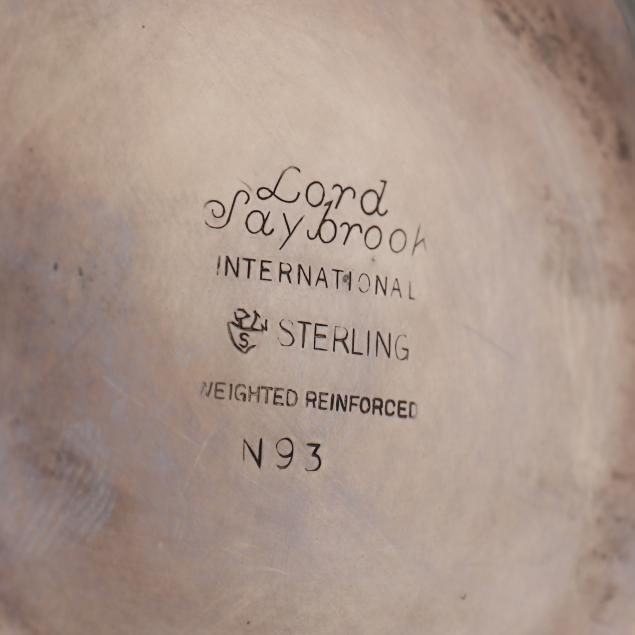 Lord
Saybrook
INTERNATIONAL
S STERLING
WEIGHTED REINFORCED
N93